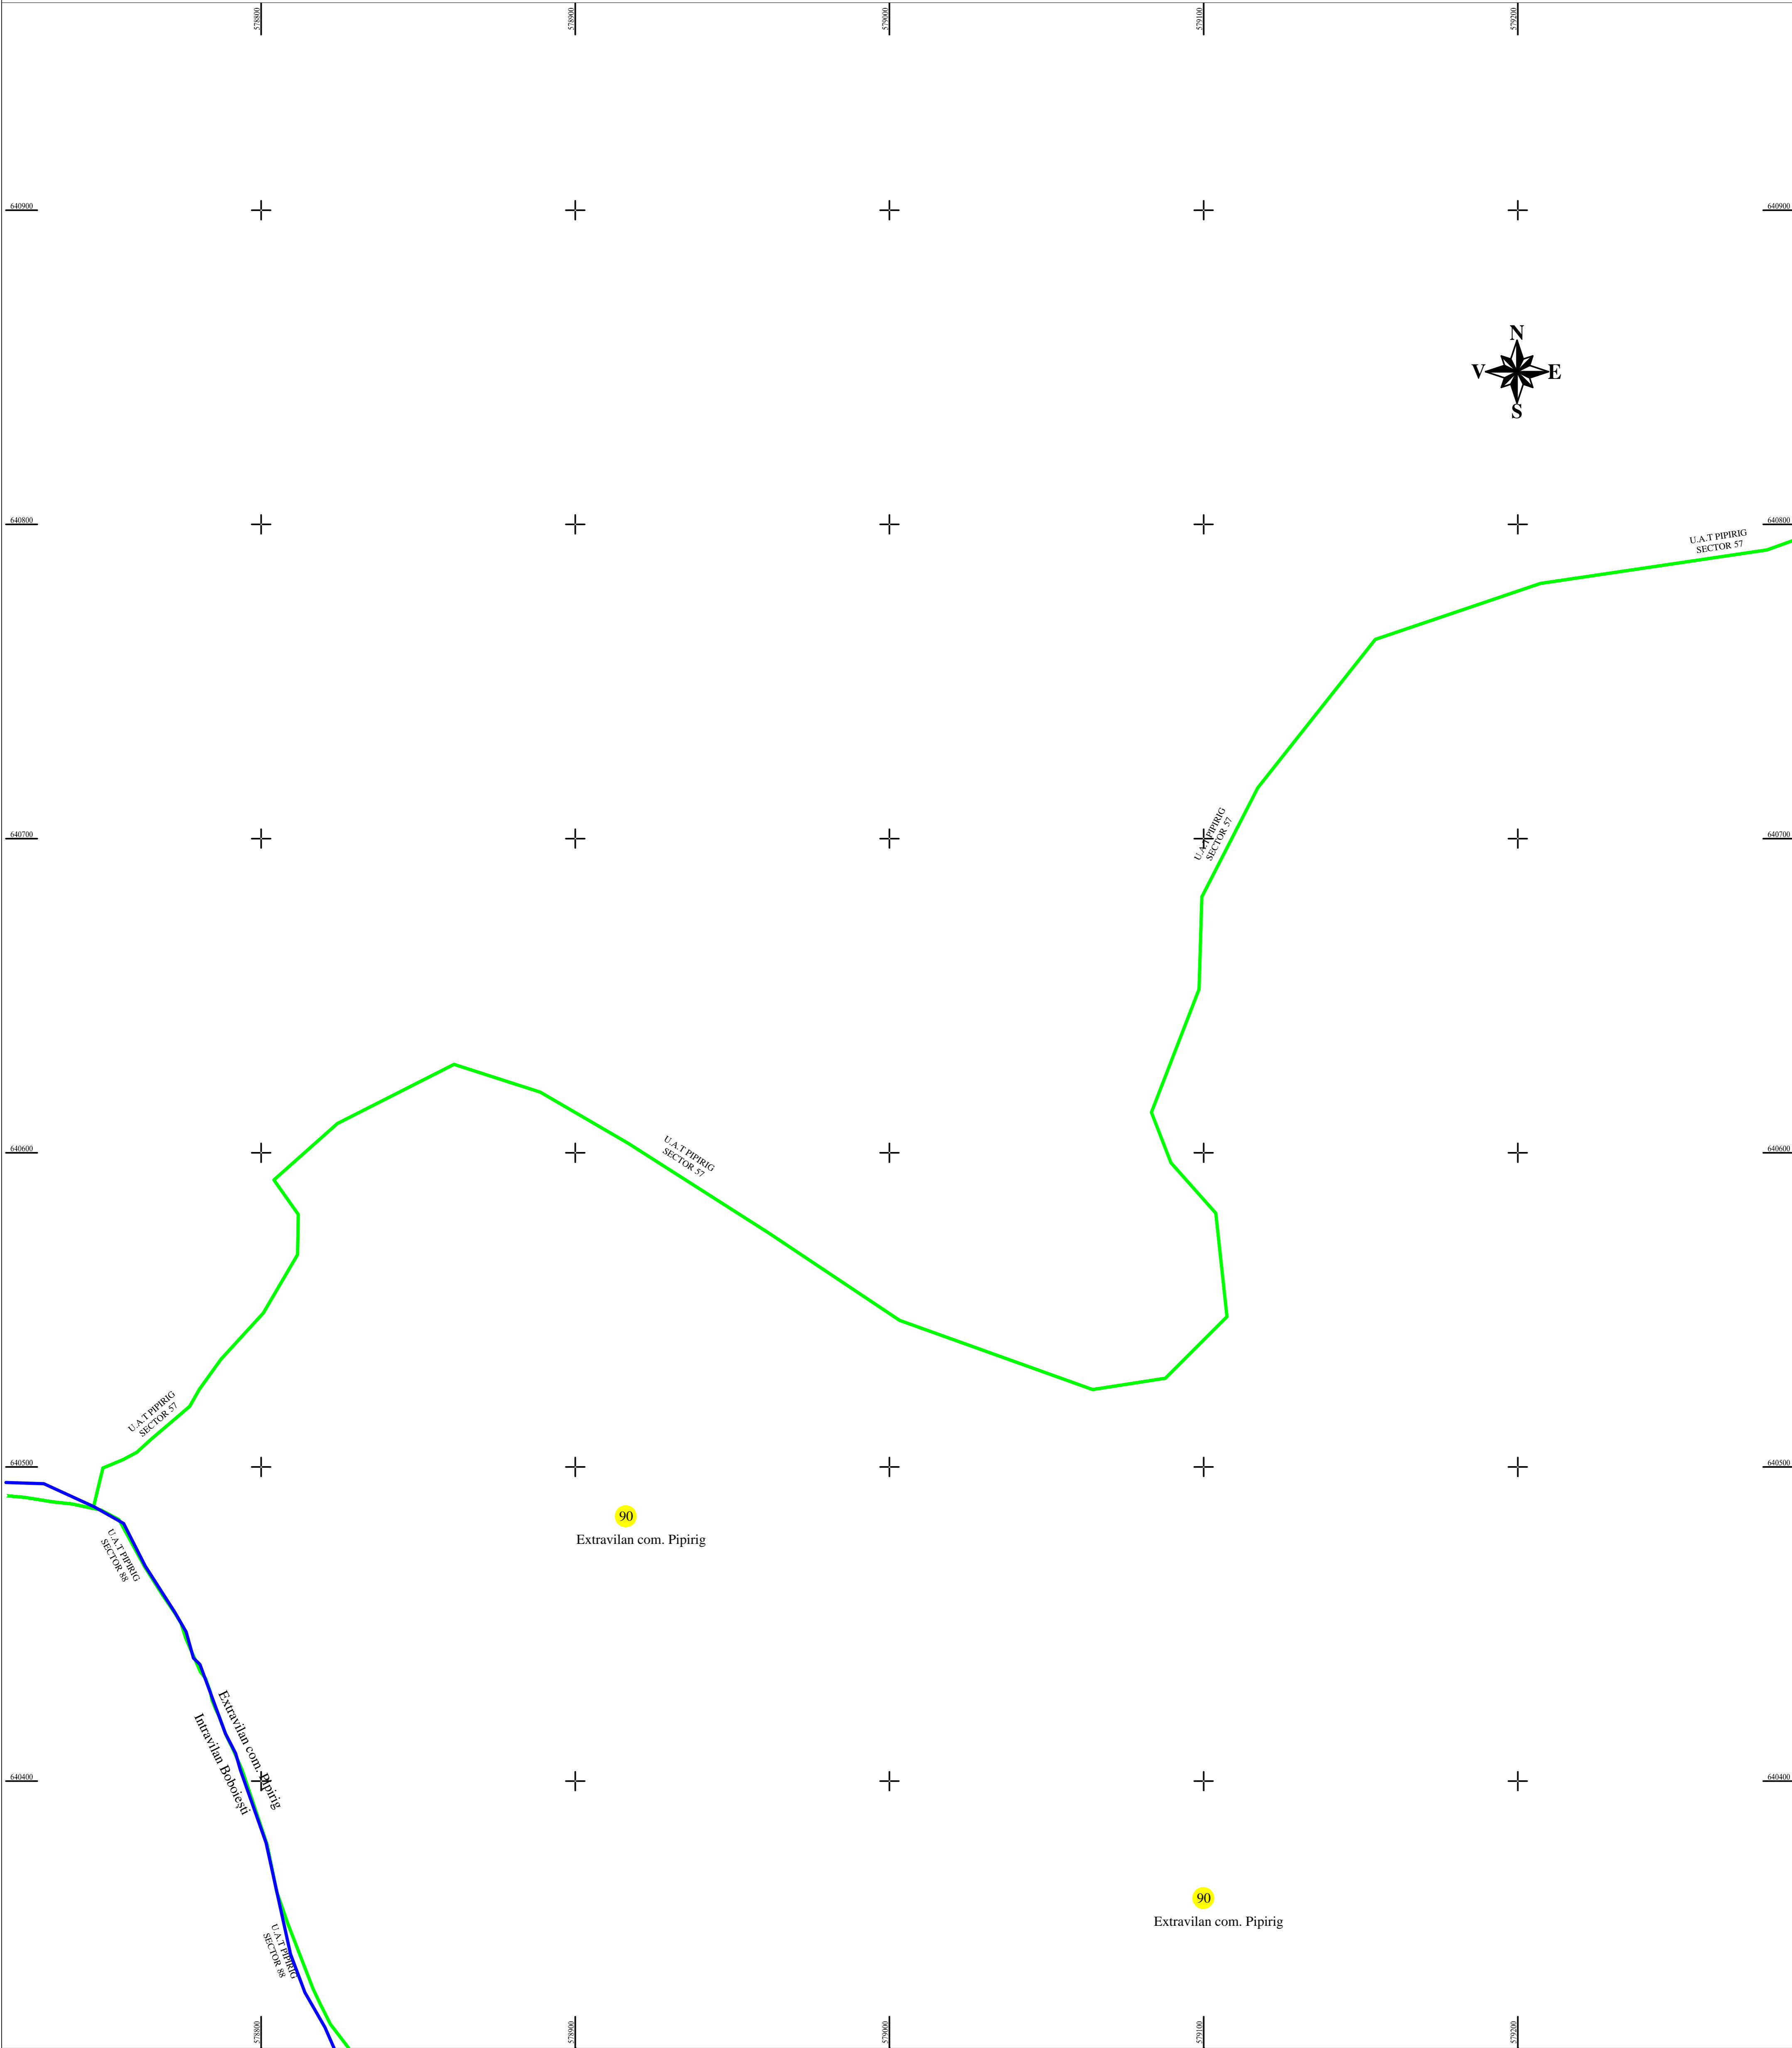 578800
578900
579000
579100
579200
640900
640900
N
V
E
S
640800
640800
U.A.T PIPIRIG
SECTOR 57
640700
640700
U.A.T PIPIRIG
SECTOR 57
640600
640600
U.A.T PIPIRIG
SECTOR 57
U.A.T PIPIRIG
SECTOR 57
640500
640500
90
Extravilan com. Pipirig
U.A.T PIPIRIG
SECTOR 88
Extravilan com. Pipirig
Intravilan Boboiești
640400
640400
90
Extravilan com. Pipirig
U.A.T PIPIRIG
SECTOR 88
578800
578900
579000
579100
579200